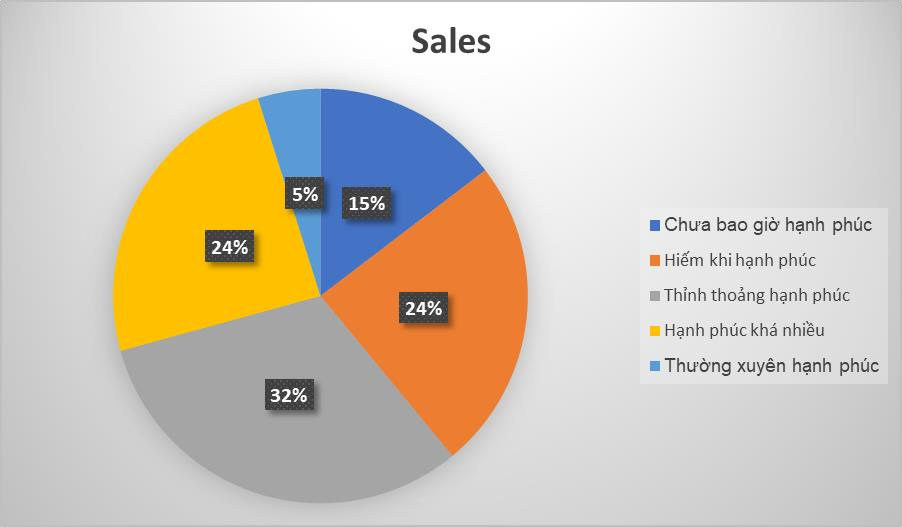 Sales
5%
15%
24%
24%
32%
Chưa bao giờ hạnh phúc
Hiếm khi hạnh phúc
Thỉnh thoảng hạnh phúc
Hạnh phúc khá nhiều
Thường xuyên hạnh phúc